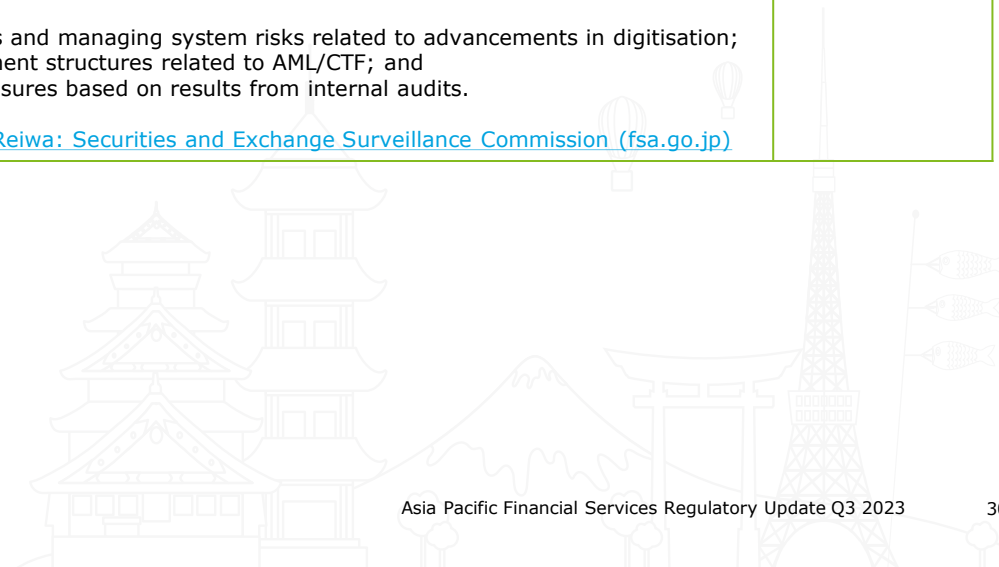 and managing system risks related to advancements in digitisation;
structures related to AML/CTF; and
based on results from internal audits.
Reiwa: Securities and Exchange Surveillance Commission (fsa.go.jp)
Asia Pacific Financial Services Regulatory Update Q3 2023